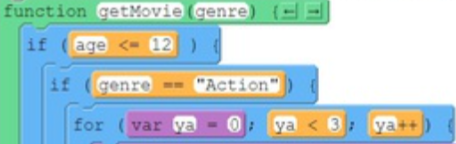 function getMovie(genre) {← →
if (age <= 12 ) {
if (genre == "Action") {
for (var ya = 0; ya < 3; ya++) {